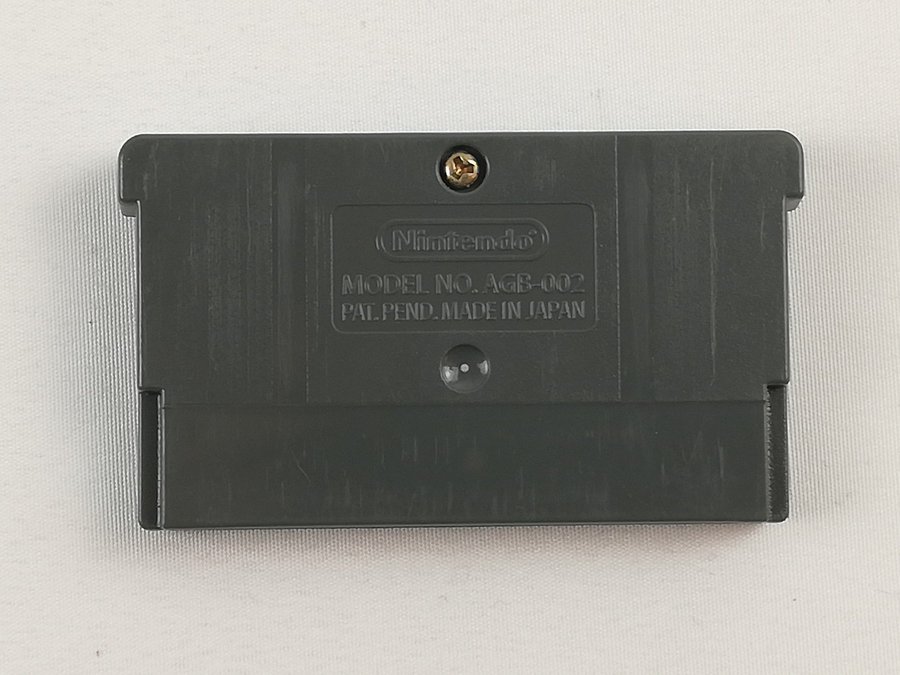 Nintendo®
MODEL NO. AGB-002
PAT. PEND. MADE IN JAPAN